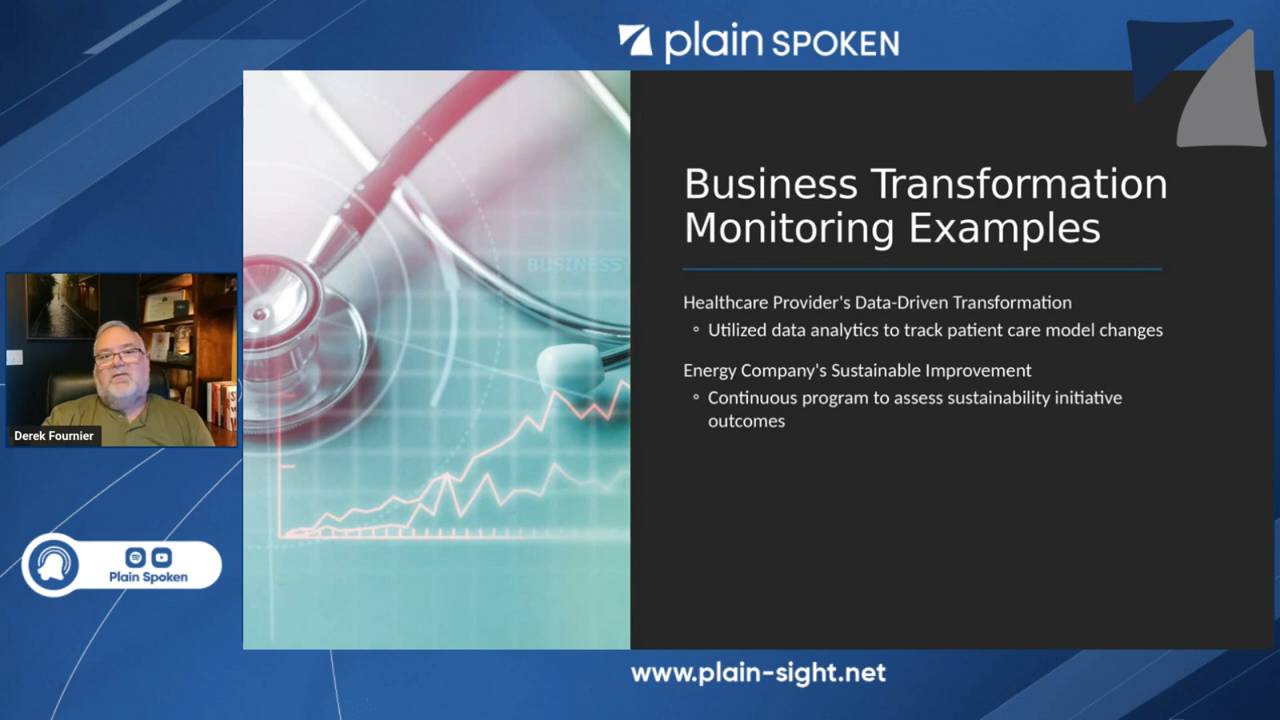 plain SPOKEN
BUSINESS
Business Transformation
Monitoring Examples
Healthcare Provider's Data-Driven Transformation
° Utilized data analytics to track patient care model changes
Energy Company's Sustainable Improvement
° Continuous program to assess sustainability initiative
outcomes
Derek Fournier
Plain Spoken
www.plain-sight.net